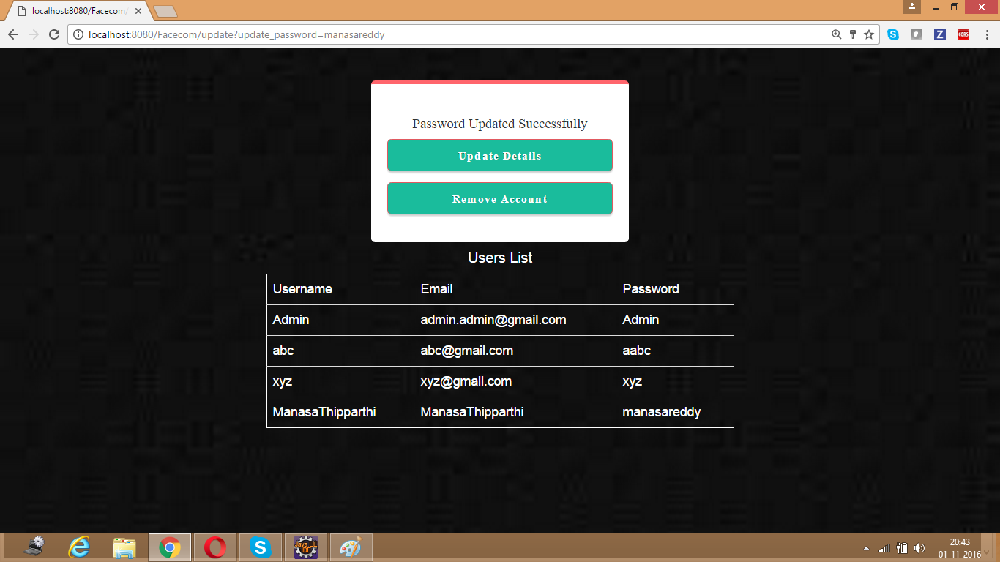 localhost:8080/Facecom/
localhost:8080/Facecom/update?update_password=manasareddy
S Z CORS
Password Updated Successfully
Update Details
Remove Account
Users List
Username Email Password
Admin admin.admin@gmail.com Admin
abc abc@gmail.com aabc
xyz xyz@gmail.com xyz
ManasaThipparthi ManasaThipparthi manasareddy
Java EE
IDE
20:43
01-11-2016